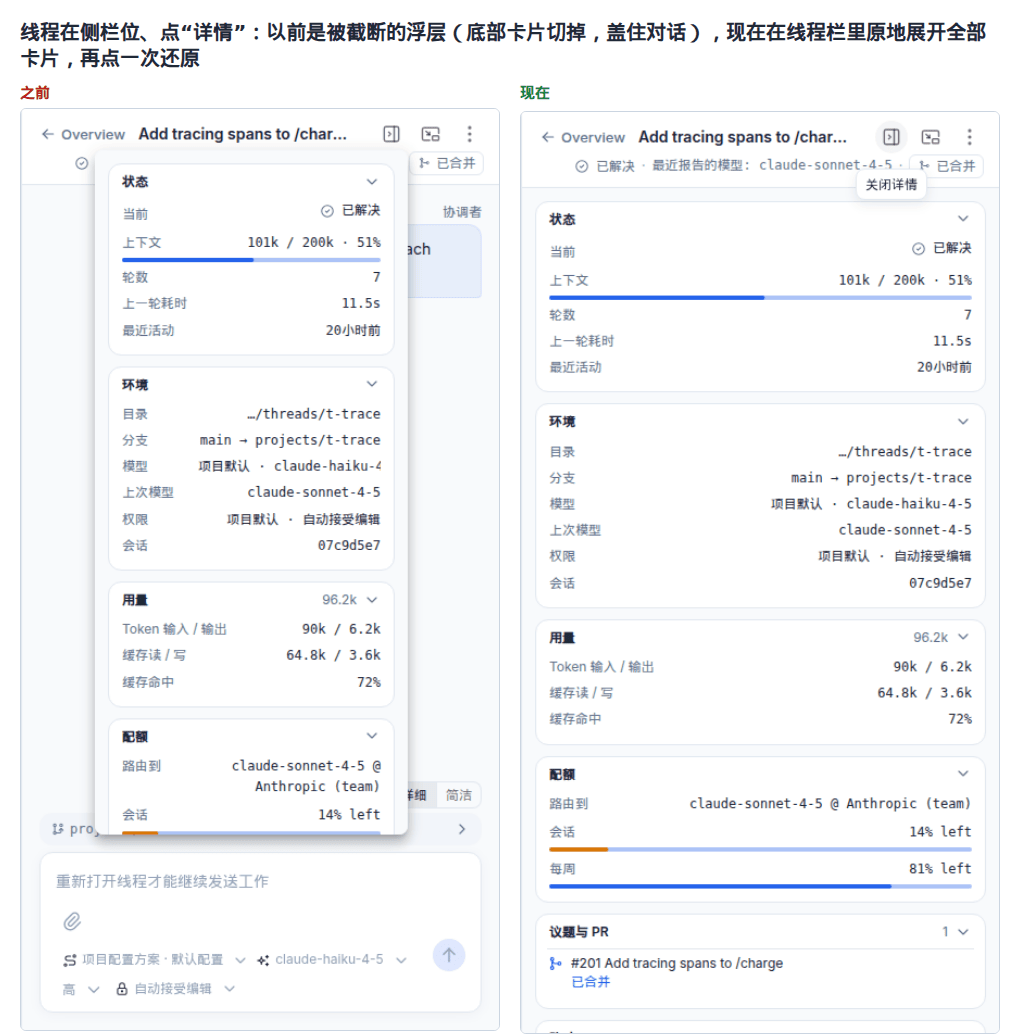 线程在侧栏位、点“详情”：以前是被截断的浮层（底部卡片切掉，盖住对话），现在在线程栏里原地展开全部
卡片，再点一次还原
之前
Overview Add tracing spans to /char...
已合并
协调者
ach
状态
当前 已解决
上下文 101k / 200k · 51%
轮数 7
上一轮耗时 11.5s
最近活动 20小时前
环境
目录 …/threads/t-trace
分支 main → projects/t-trace
模型 项目默认 · claude-haiku-4
上次模型 claude-sonnet-4-5
权限 项目默认 · 自动接受编辑
会话 07c9d5e7
用量 96.2k
Token 输入 / 输出 90k / 6.2k
缓存读 / 写 64.8k / 3.6k
缓存命中 72%
配额
路由到 claude-sonnet-4-5 @
Anthropic (team)
会话 14% left
详细 简洁
proj
重新打开线程才能继续发送工作
项目配置方案 · 默认配置 claude-haiku-4-5
高 自动接受编辑
现在
Overview Add tracing spans to /char...
已解决 · 最近报告的模型: claude-sonnet-4-5 · 已合并
关闭详情
状态
当前 已解决
上下文 101k / 200k · 51%
轮数 7
上一轮耗时 11.5s
最近活动 20小时前
环境
目录 …/threads/t-trace
分支 main → projects/t-trace
模型 项目默认 · claude-haiku-4-5
上次模型 claude-sonnet-4-5
权限 项目默认 · 自动接受编辑
会话 07c9d5e7
用量 96.2k
Token 输入 / 输出 90k / 6.2k
缓存读 / 写 64.8k / 3.6k
缓存命中 72%
配额
路由到 claude-sonnet-4-5 @ Anthropic (team)
会话 14% left
每周 81% left
议题与 PR 1
#201 Add tracing spans to /charge
已合并